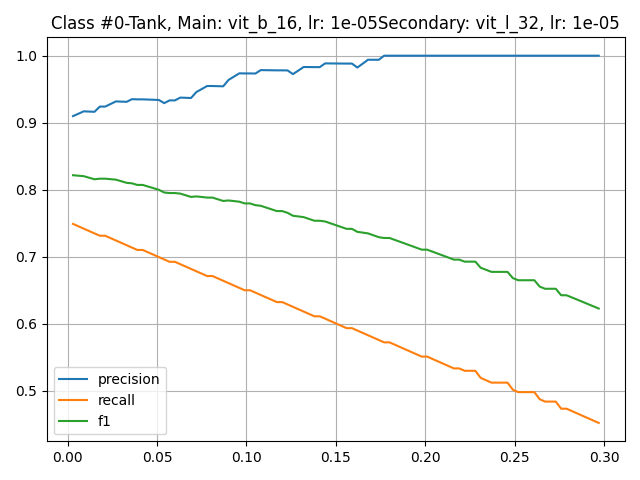 Class #0-Tank, Main: vit_b_16, lr: 1e-05Secondary: vit_l_32, lr: 1e-05
1.0
0.9
0.8
0.7
0.6
0.5
precision
recall
f1
0.00 0.05 0.10 0.15 0.20 0.25 0.30